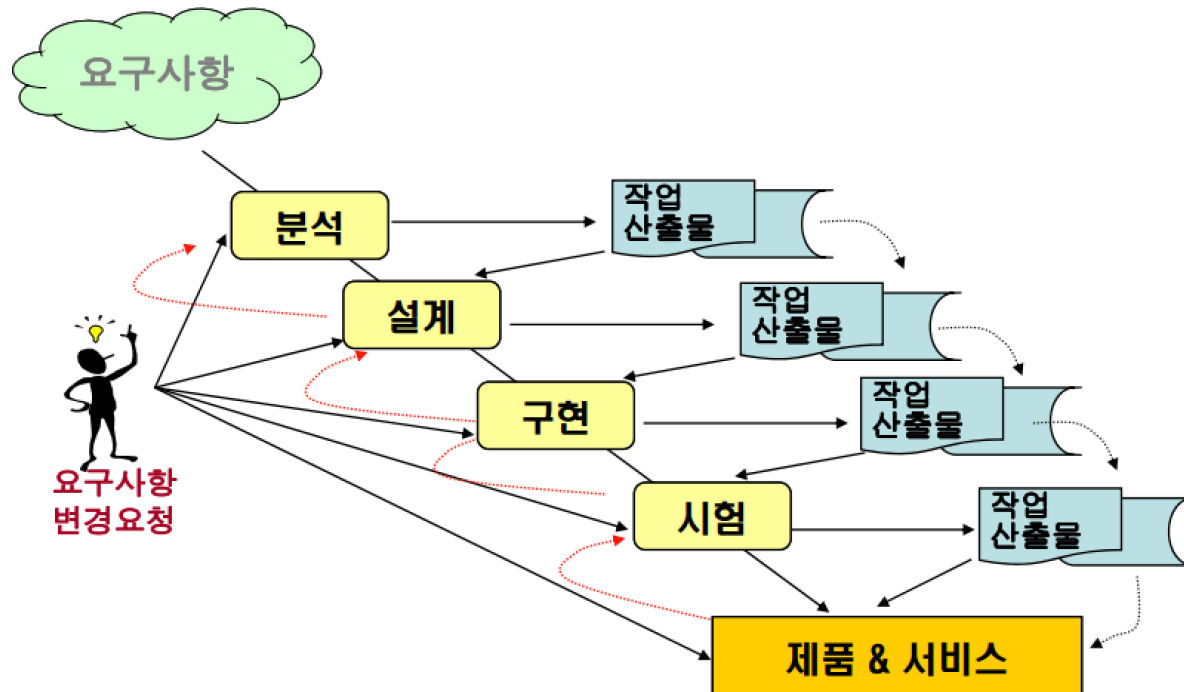 요구사항
분석
작업
산출물
설계
작업
산출물
구현
작업
산출물
요구사항
변경요청
시험
작업
산출물
제품 & 서비스